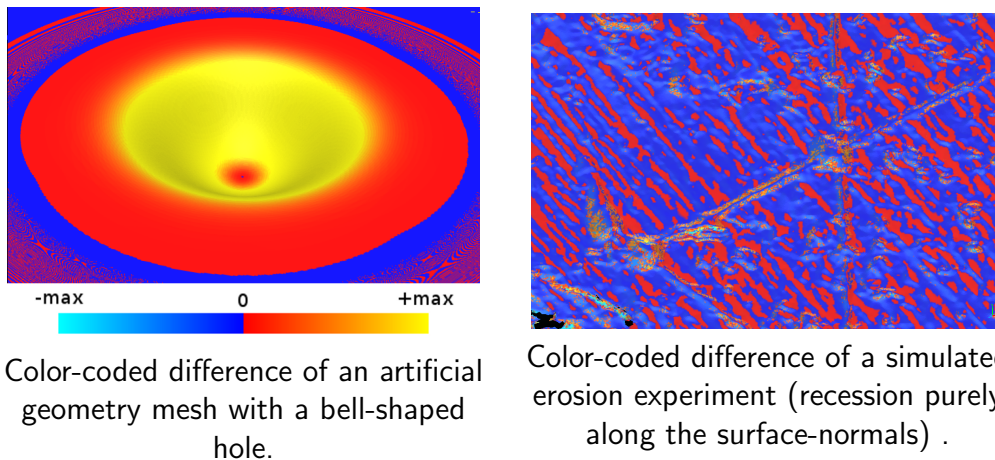 -max 0 +max
Color-coded difference of an artificial
geometry mesh with a bell-shaped
hole.
Color-coded difference of a simulated
erosion experiment (recession purely
along the surface-normals) .